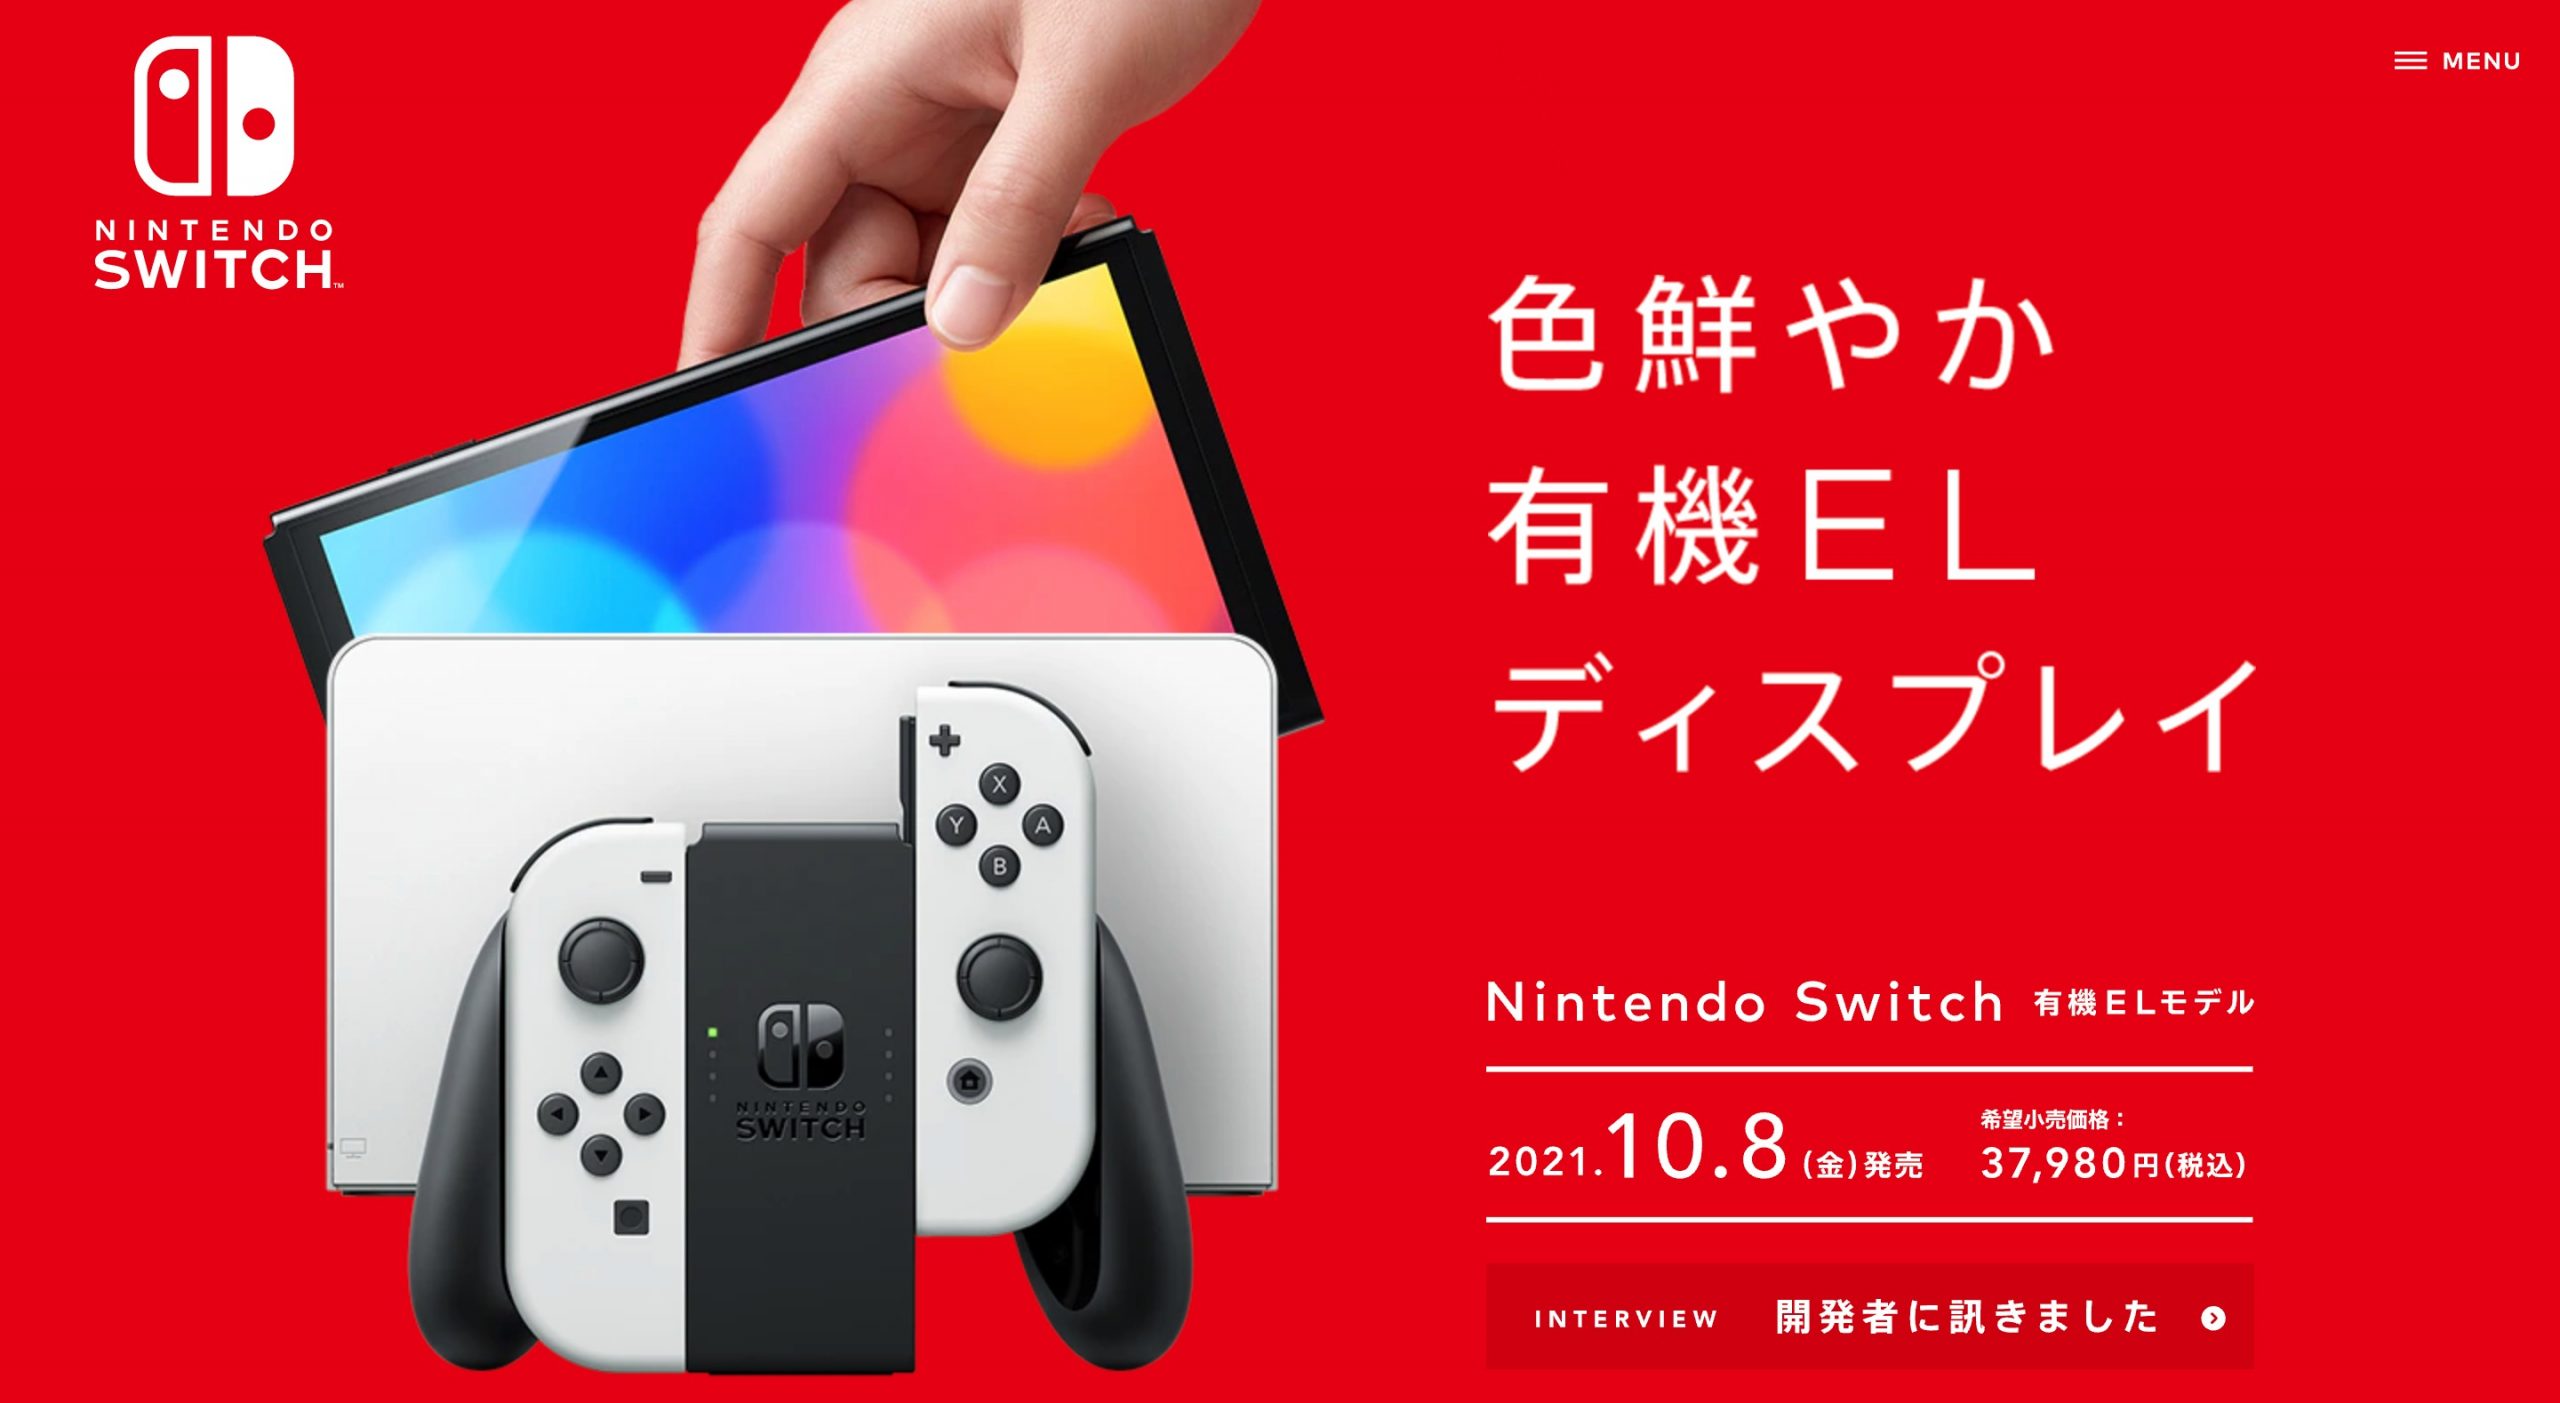 NINTENDO
SWITCH™
MENU
色鮮やか
有機EL
ディスプレイ
X
Y
A
B
NINTENDO
SWITCH
Nintendo Switch 有機ELモデル
2021.10.8(金)発売
希望小売価格：
37,980円(税込)
INTERVIEW 開発者に訊きました